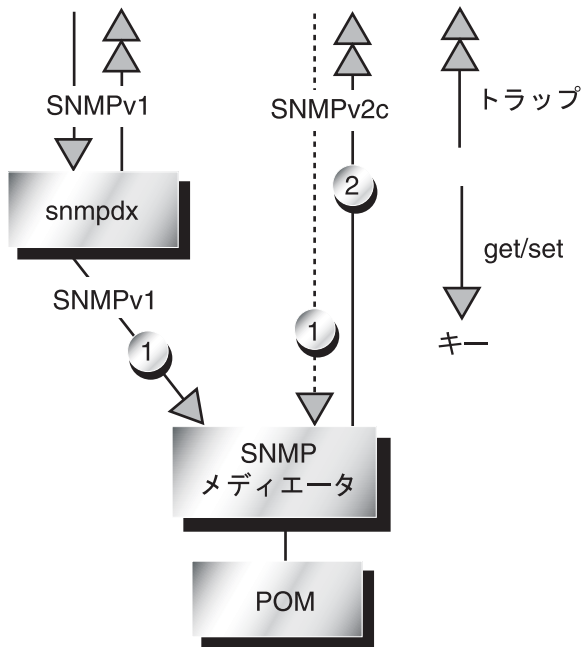 SNMPv1
SNMPv2c
トラップ
snmpdx
2
get/set
SNMPv1
1
1
キー
SNMP
メディエータ
POM